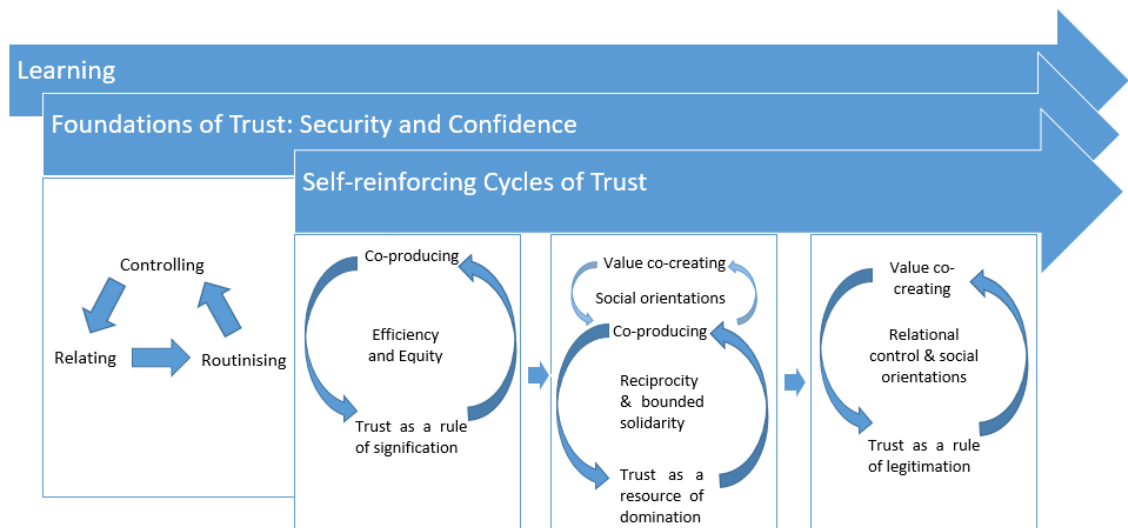 Learning
Foundations of Trust: Security and Confidence
Self-reinforcing Cycles of Trust
Controlling
Relating
Routinising
Co-producing
Efficiency
and Equity
Trust as a rule
of signification
Value co-creating
Social orientations
Co-producing
Reciprocity
& bounded
solidarity
Trust as a
resource of
domination
Value co-
creating
Relational
control & social
orientations
Trust as a rule
of legitimation